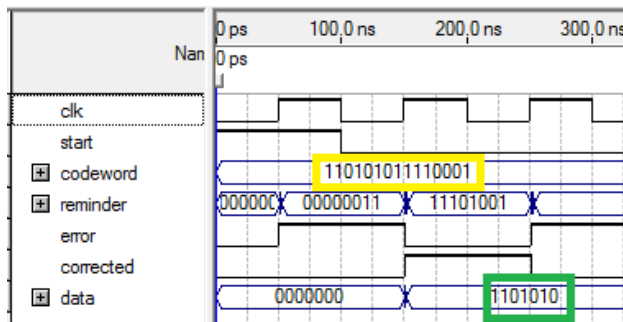 0 ps 100.0 ns 200.0 ns 300.0 ns
Nan 0 ps
clk
start
codeword 110101011110001
reminder 000000 00000011 11101001
error
corrected
data 0000000 1101010